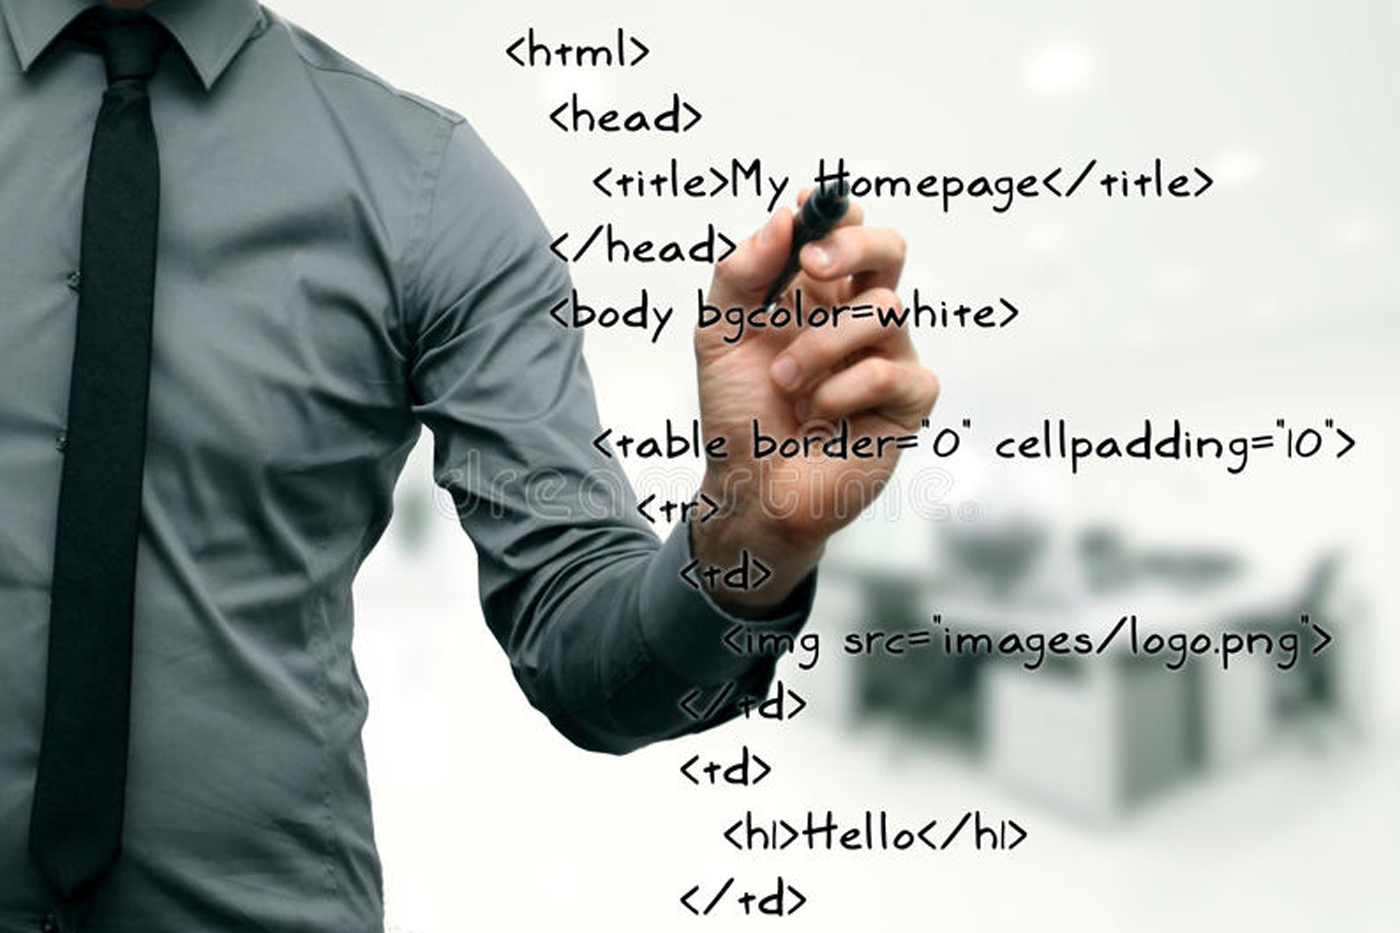 <html>
<head>
<title>My Homepage</title>
</head>
<body bgcolor=white>
<table border="0" cellpadding="10">
<tr>
<td>
<img src="images/logo.png">
</td>
<td>
<h1>Hello</h1>
</td>
dreamstime.